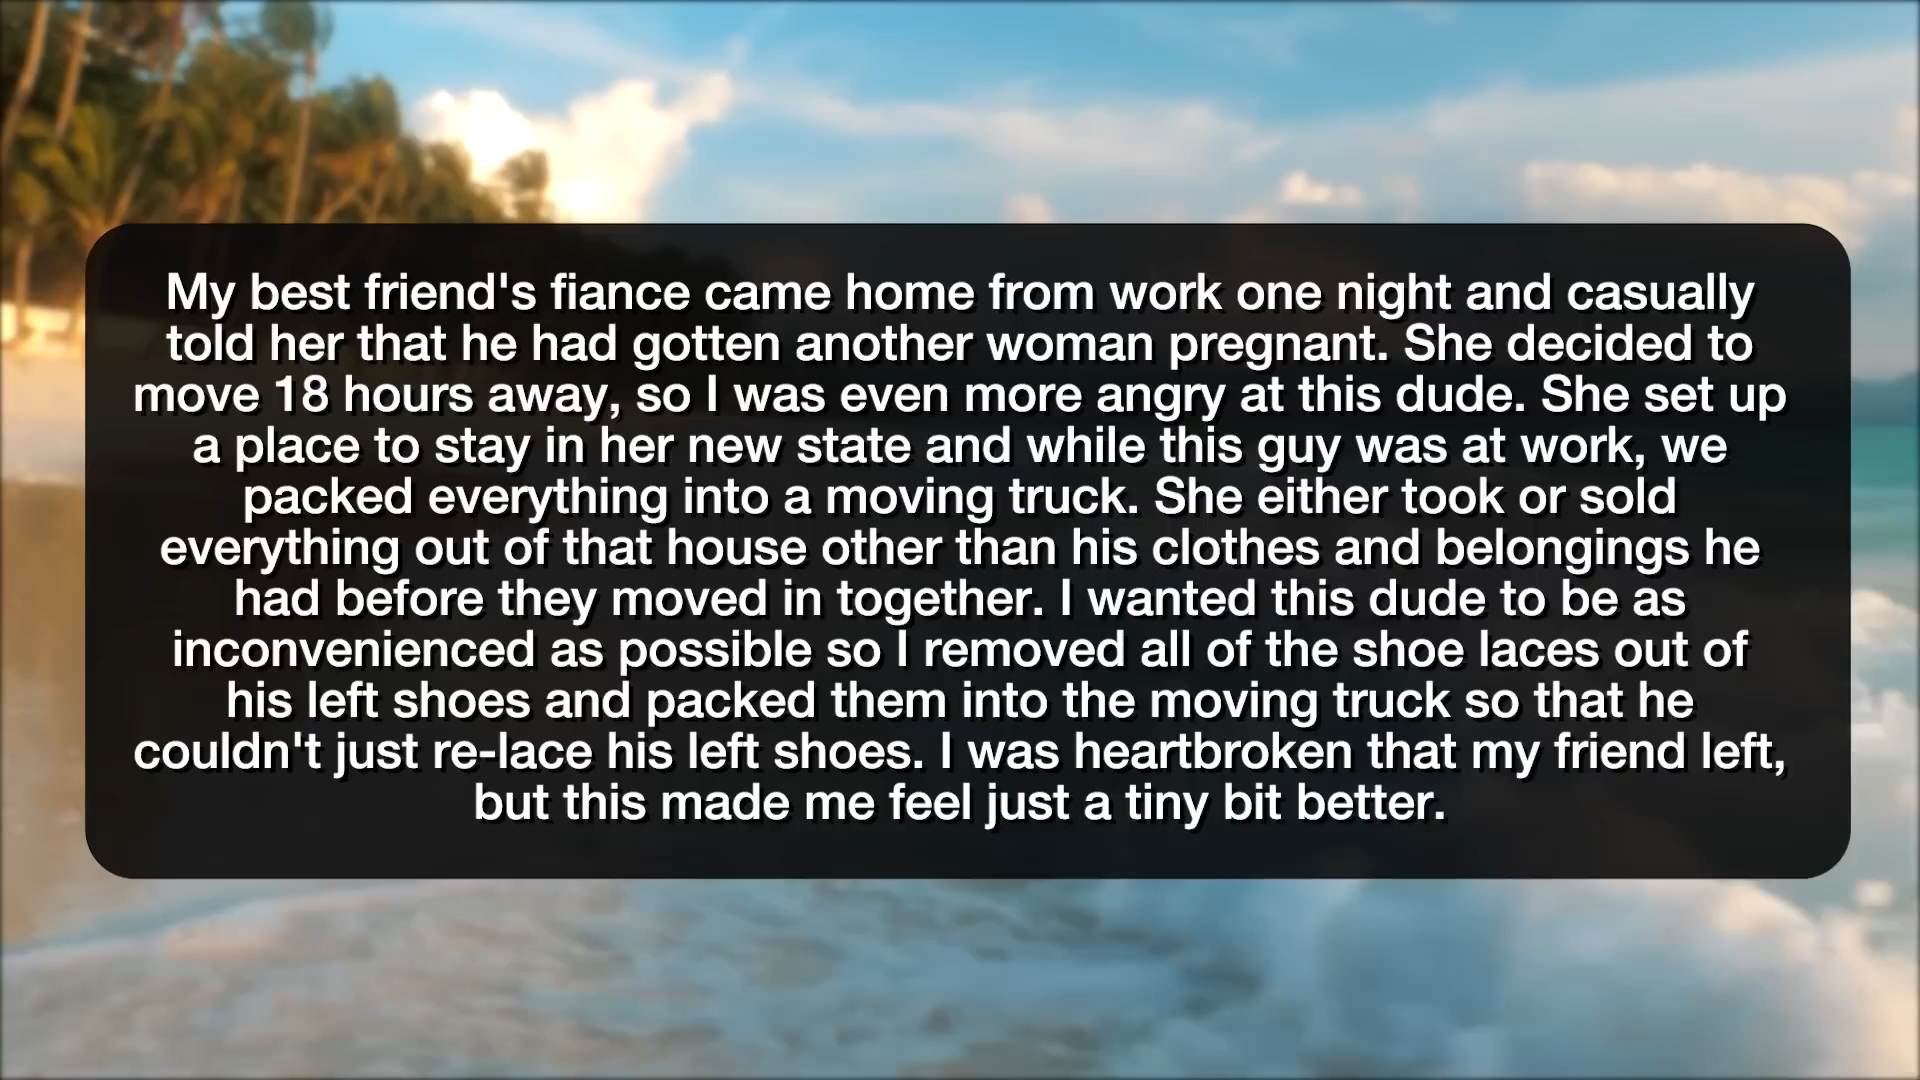 My best friend's fiance came home from work one night and casually
told her that he had gotten another woman pregnant. She decided to
move 18 hours away, so I was even more angry at this dude. She set up
a place to stay in her new state and while this guy was at work, we
packed everything into a moving truck. She either took or sold
everything out of that house other than his clothes and belongings he
had before they moved in together. I wanted this dude to be as
inconvenienced as possible so I removed all of the shoe laces out of
his left shoes and packed them into the moving truck so that he
couldn't just re-lace his left shoes. I was heartbroken that my friend left,
but this made me feel just a tiny bit better.